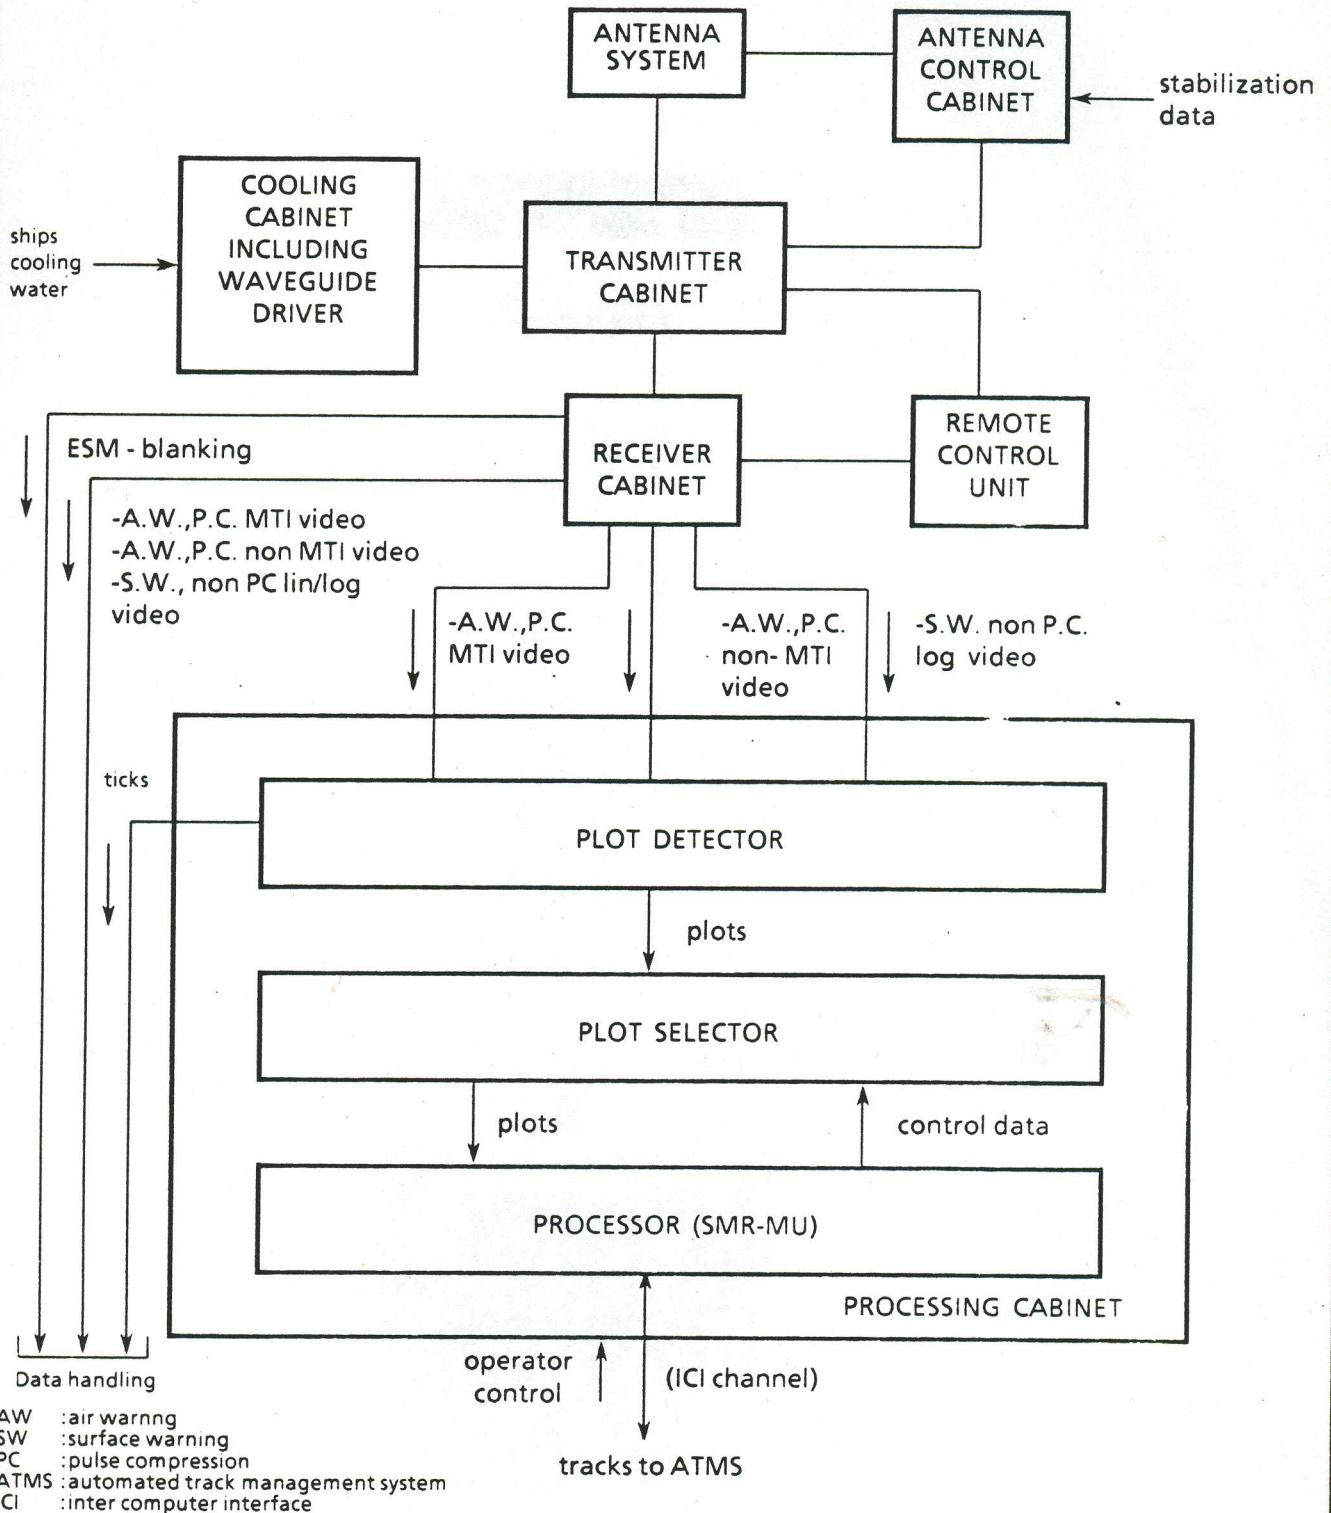 ANTENNA
SYSTEM
ANTENNA
CONTROL
CABINET
stabilization
data
COOLING
CABINET
INCLUDING
WAVEGUIDE
DRIVER
ships
cooling
water
TRANSMITTER
CABINET
RECEIVER
CABINET
REMOTE
CONTROL
UNIT
ESM - blanking
-A.W.,P.C. MTI video
-A.W.,P.C. non MTI video
-S.W., non PC lin/log
video
-A.W.,P.C.
MTI video
-A.W.,P.C.
non- MTI
video
-S.W. non P.C.
log video
ticks
PLOT DETECTOR
plots
PLOT SELECTOR
plots
control data
PROCESSOR (SMR-MU)
PROCESSING CABINET
operator
control
(ICI channel)
tracks to ATMS
Data handling
AW :air warnng
SW :surface warning
PC :pulse compression
ATMS :automated track management system
ICI :inter computer interface